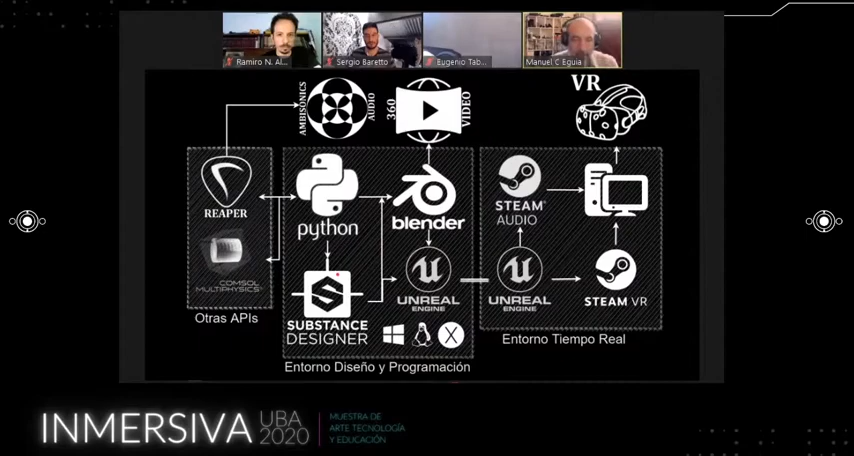 Ramiro N. Al...
Sergio Baretto
Eugenio Tab...
Manuel C Eguia
AMBISONICS
AUDIO
360
VIDEO
VR
REAPER
COMSOL
MULTIPHYSICS®
Otras APIs
python
blender
SUBSTANCE
DESIGNER
UNREAL
ENGINE
Entorno Diseño y Programación
STEAM®
AUDIO
UNREAL
ENGINE
STEAM VR
Entorno Tiempo Real
INMERSIVA
UBA
2020
MUESTRA DE
ARTE TECNOLOGÍA
Y EDUCACIÓN